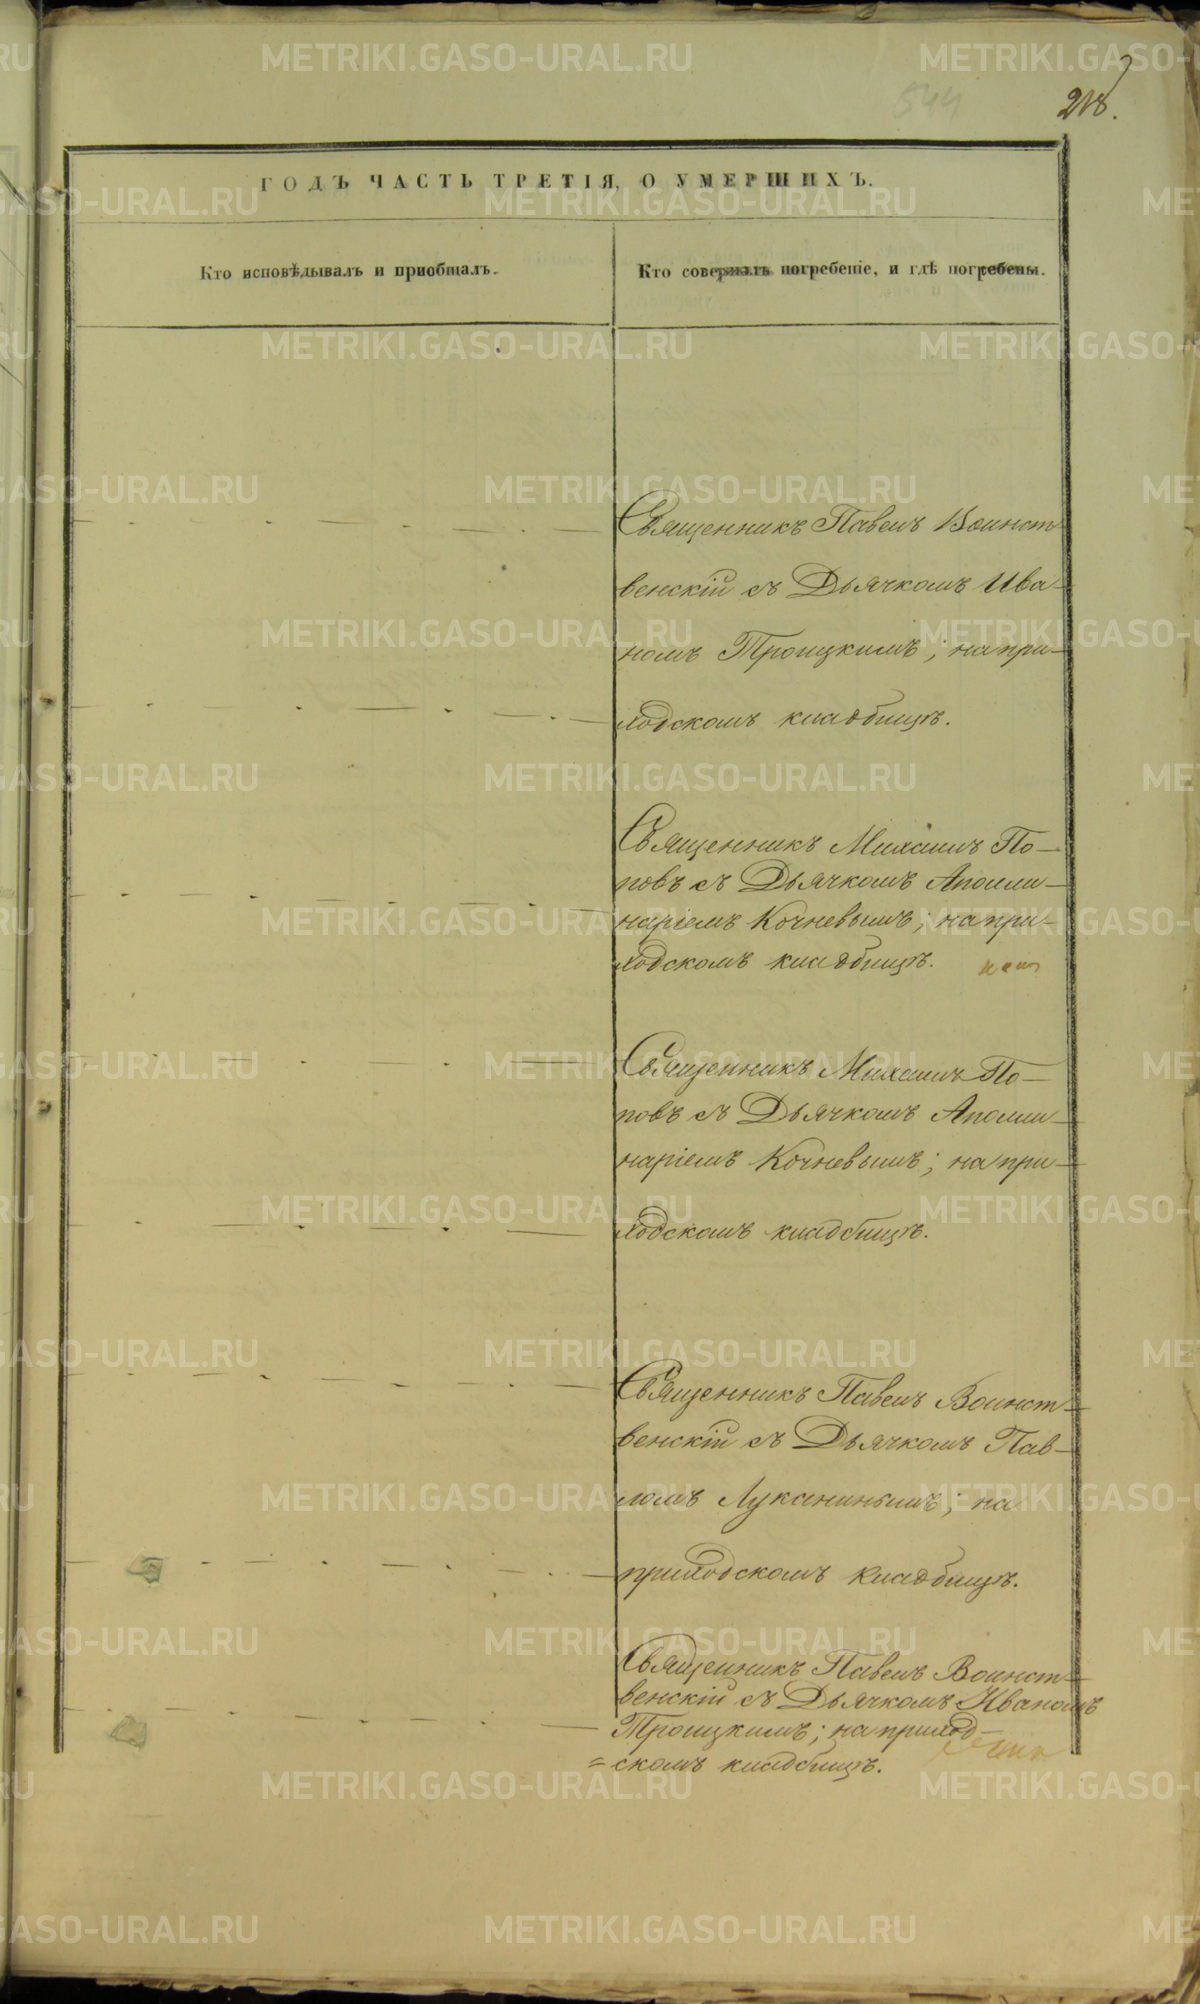 218.
ГОДЪ ЧАСТЬ ТРЕТІЯ, О УМЕРШИХЪ.
Кто исповѣдывалъ и пріобщалъ.
Кто совершалъ погребеніе, и гдѣ погребены.
Священникъ Павелъ Воинст
венскій съ Дьячкомъ Ива-
номъ Троицкимъ; на при-
ходскомъ кладбищѣ.
Священникъ Михаилъ По-
повъ съ Дьячкомъ Аполли-
наріемъ Кочневымъ; на при-
ходскомъ кладбищѣ.
Священникъ Михаилъ По-
повъ съ Дьячкомъ Аполли-
наріемъ Кочневымъ; на при-
ходскомъ кладбищѣ.
Священникъ Павелъ Воинст-
венскій съ Дьячкомъ Пав-
ломъ Луканинымъ; на
приходскомъ кладбищѣ.
Священникъ Павелъ Воинст-
венскій съ Дьячкомъ Иваномъ
Троицкимъ; на приход-
=скомъ кладбищѣ.
METRIKI.GASO-URAL.RU